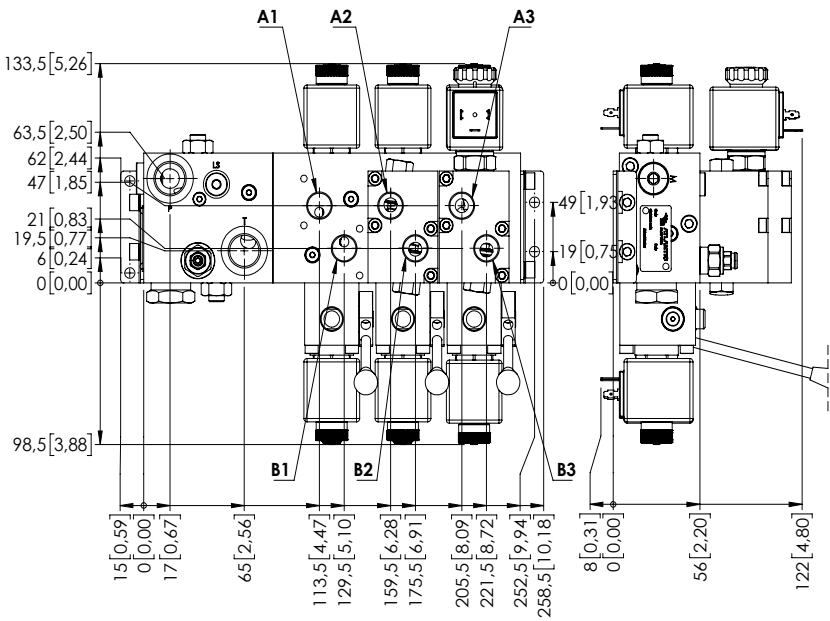 A1
A2
A3
133,5[5,26]
63,5[2,50]
62[2,44]
47[1,85]
21[0,83]
19,5[0,77]
6[0,24]
0[0,00]
98,5[3,88]
LS
P
T
L
M
49[1,93]
19[0,75]
0[0,00]
B1
B2
B3
15[0,59]
0[0,00]
17[0,67]
65[2,56]
113,5[4,47]
129,5[5,10]
159,5[6,28]
175,5[6,91]
205,5[8,09]
221,5[8,72]
252,5[9,94]
258,5[10,18]
8[0,31]
0[0,00]
56[2,20]
122[4,80]